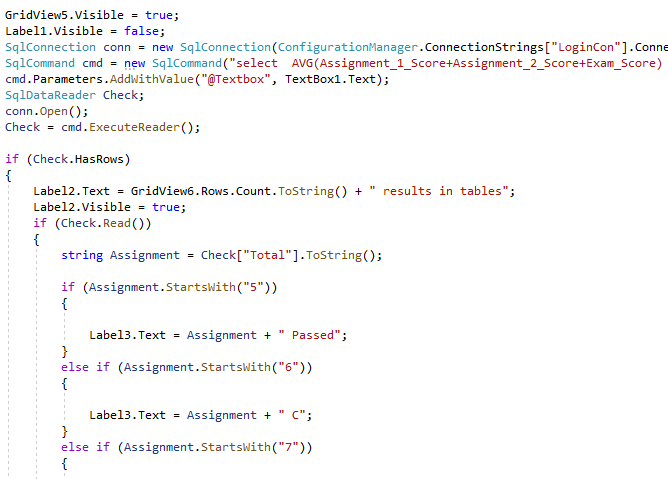 GridView5.Visible = true;
Label1.Visible = false;
SqlConnection conn = new SqlConnection(ConfigurationManager.ConnectionStrings["LoginCon"].Conne
SqlCommand cmd = new SqlCommand("select  AVG(Assignment_1_Score+Assignment_2_Score+Exam_Score)
cmd.Parameters.AddWithValue("@Textbox", TextBox1.Text);
SqlDataReader Check;
conn.Open();
Check = cmd.ExecuteReader();

if (Check.HasRows)
{
    Label2.Text = GridView6.Rows.Count.ToString() + " results in tables";
    Label2.Visible = true;
    if (Check.Read())
    {
        string Assignment = Check["Total"].ToString();

        if (Assignment.StartsWith("5"))
        {

            Label3.Text = Assignment + " Passed";
        }
        else if (Assignment.StartsWith("6"))
        {

            Label3.Text = Assignment + " C";
        }
        else if (Assignment.StartsWith("7"))
        {